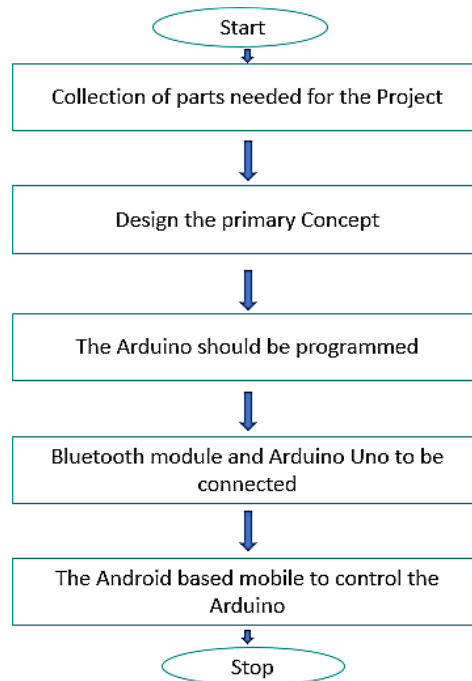 Start
Collection of parts needed for the Project
Design the primary Concept
The Arduino should be programmed
Bluetooth module and Arduino Uno to be
connected
The Android based mobile to control the
Arduino
Stop